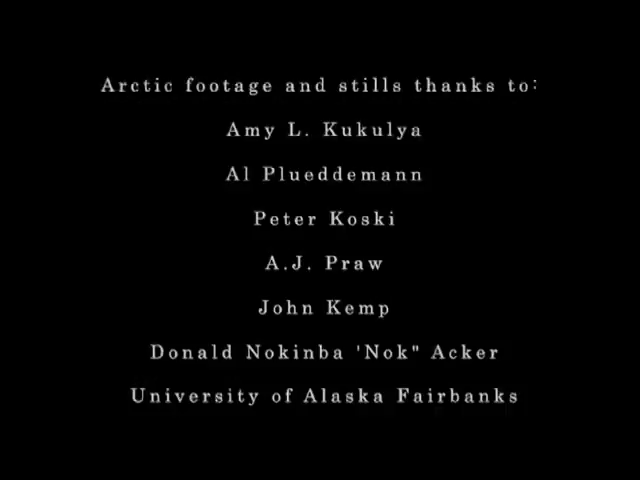 Arctic footage and stills thanks to:
Amy L. Kukulya
Al Plueddemann
Peter Koski
A.J. Praw
John Kemp
Donald Nokinba 'Nok" Acker
University of Alaska Fairbanks